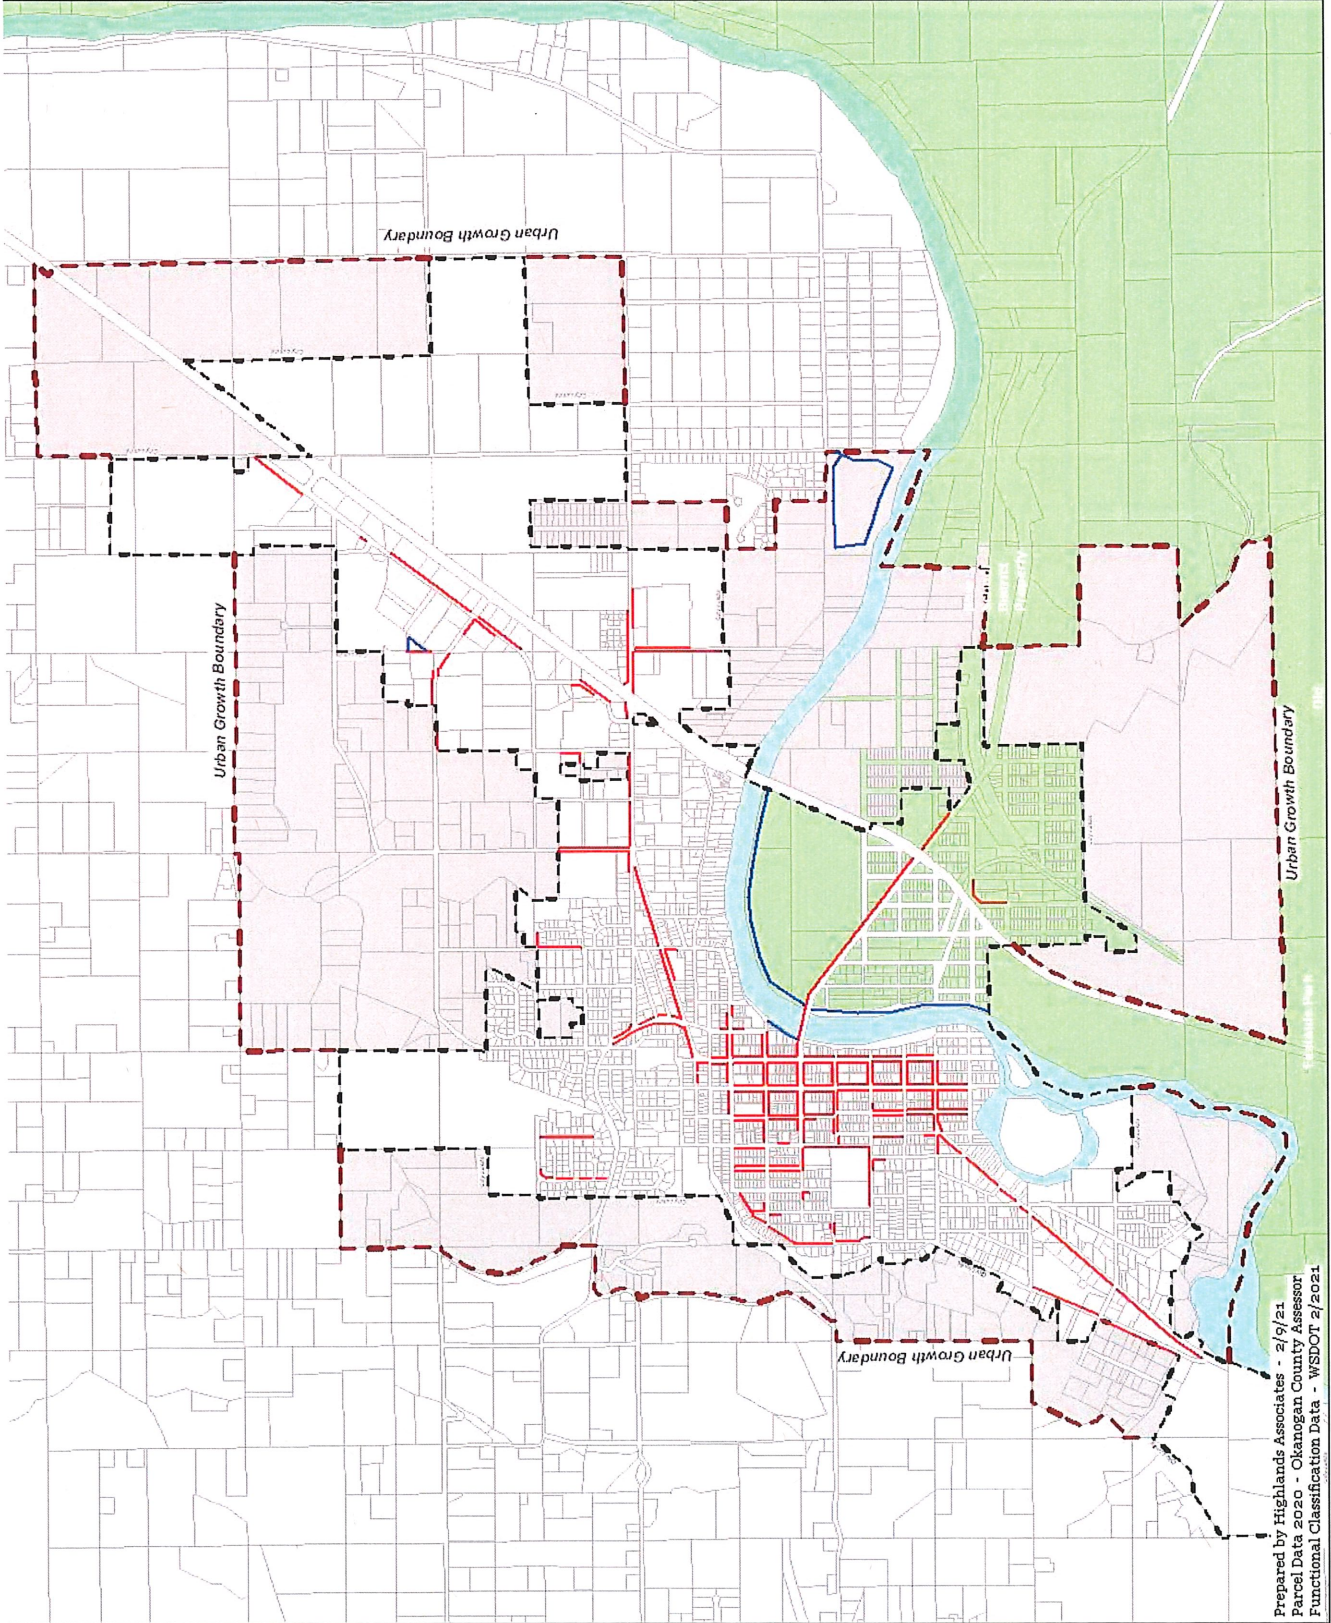 Urban Growth Boundary
Urban Growth Boundary
Urban Growth Boundary
Urban Growth Boundary
Property
Prepared by Highlands Associates - 2/9/21
Parcel Data 2020 - Okanogan County Assessor
Functional Classification Data - WSDOT 2/2021